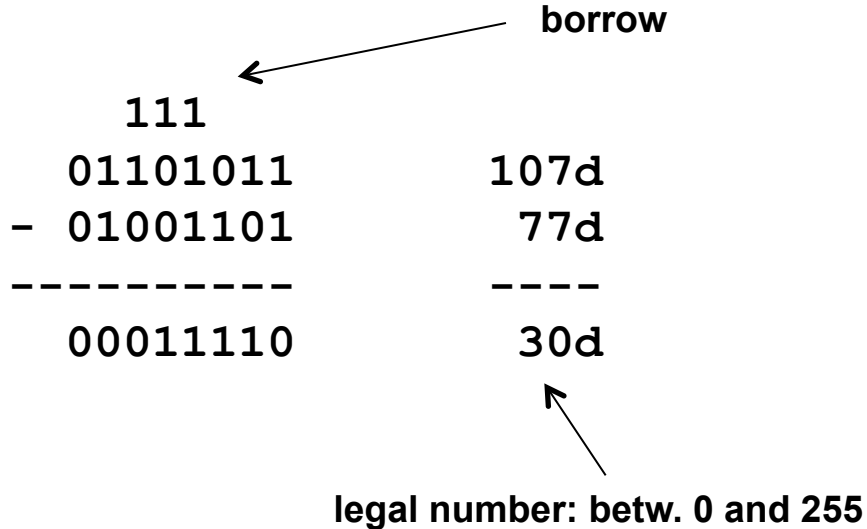 borrow
111
01101011 107d
- 01001101 77d
----------- ----
00011110 30d
legal number: betw. 0 and 255